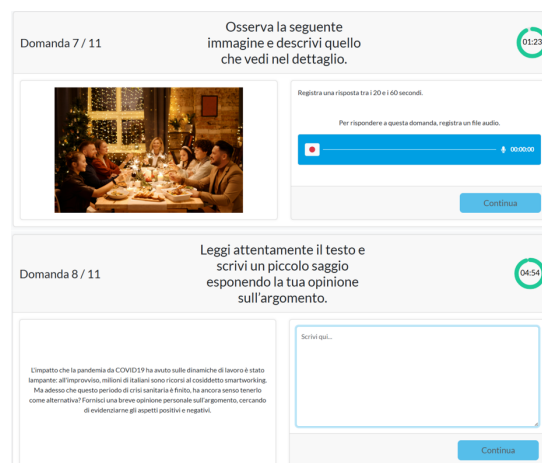 Domanda 7 / 11
Osserva la seguente
immagine e descrivi quello
che vedi nel dettaglio.
01:23
Registra una risposta tra i 20 e i 60 secondi.
Per rispondere a questa domanda, registra un file audio.
00:00:00
Continua
Domanda 8 / 11
Leggi attentamente il testo e
scrivi un piccolo saggio
esponendo la tua opinione
sull'argomento.
04:54
L'impatto che la pandemia da COVID19 ha avuto sulle dinamiche di lavoro è stato
lampante: all'improvviso, milioni di italiani sono ricorsi al cosiddetto smartworking.
Ma adesso che questo periodo di crisi sanitaria è finito, ha ancora senso tenerlo
come alternativa? Fornisci una breve opinione personale sull'argomento, cercando
di evidenziarne gli aspetti positivi e negativi.
Scrivi qui...
Continua